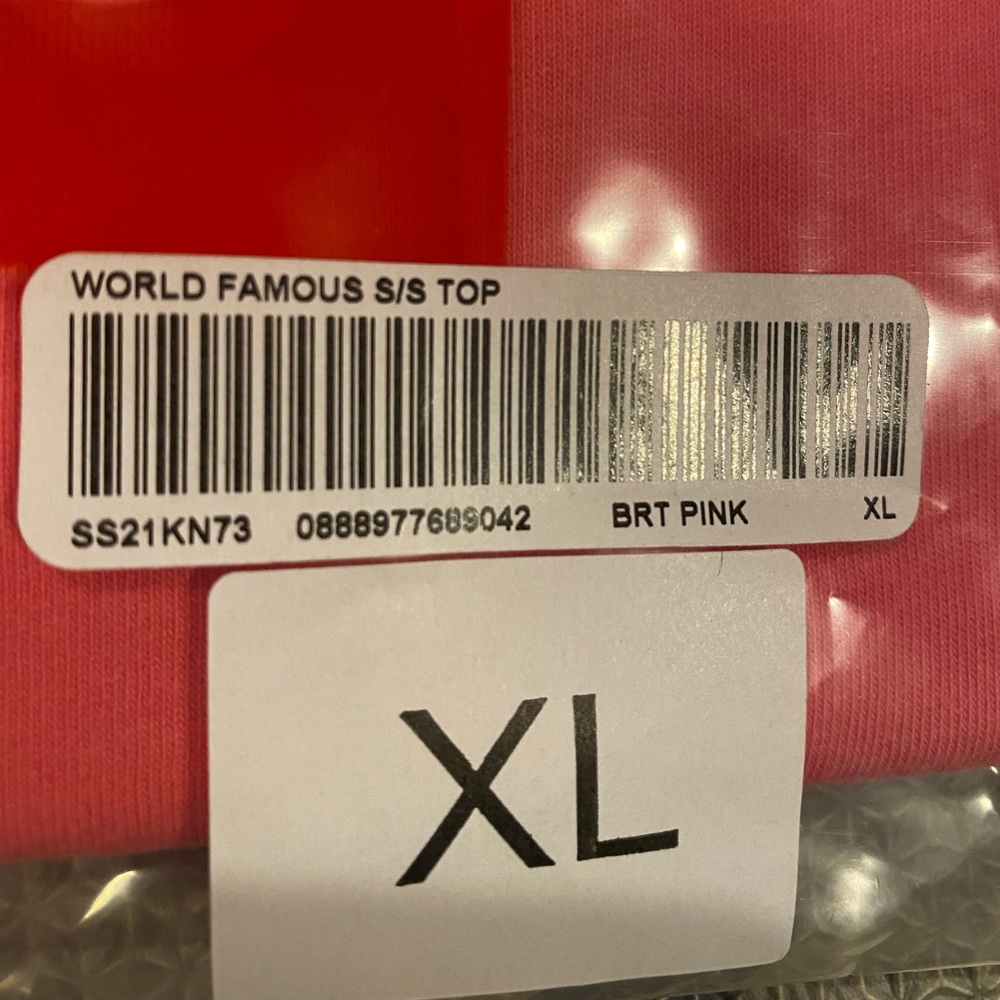 WORLD FAMOUS S/S TOP
SS21KN73 0888977689042 BRT PINK XL
XL